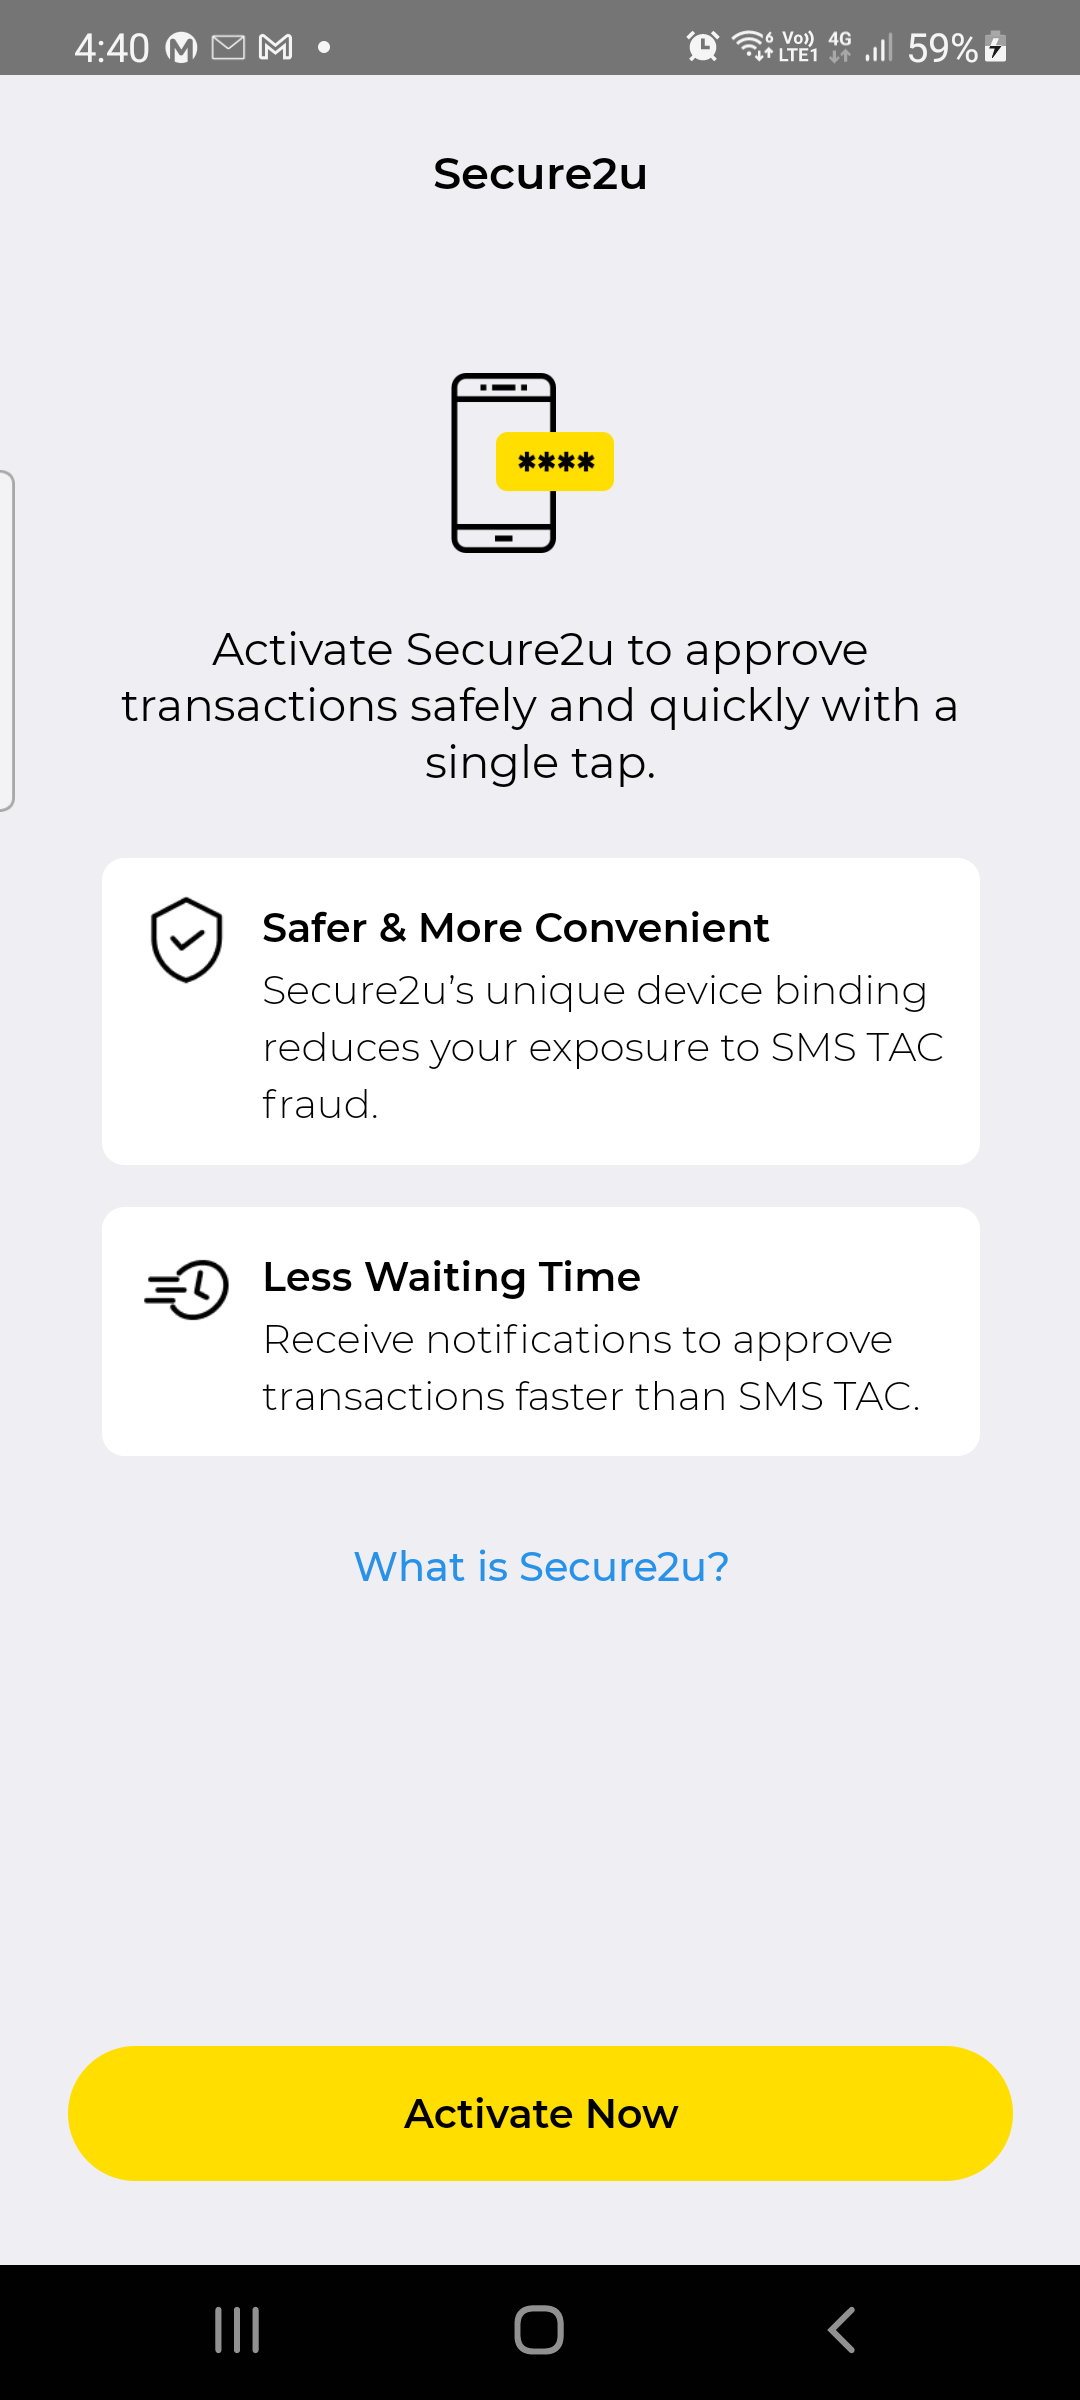 4:40
6 Vo)) 4G 59%
LTE1
Secure2u
****
Activate Secure2u to approve
transactions safely and quickly with a
single tap.
Safer & More Convenient
Secure2u’s unique device binding
reduces your exposure to SMS TAC
fraud.
Less Waiting Time
Receive notifications to approve
transactions faster than SMS TAC.
What is Secure2u?
Activate Now